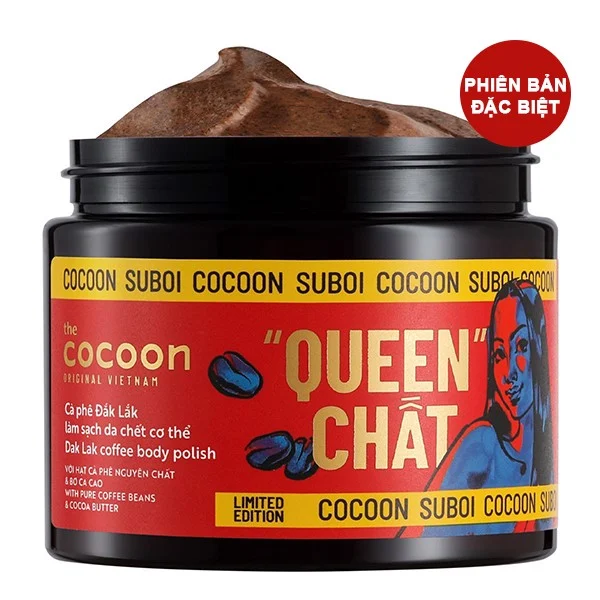 PHIÊN BẢN
ĐẶC BIỆT
COCOON SUBOI COCOON SUBOI COCOON SUBOI COCOON
the
cocoon
ORIGINAL VIETNAM
Cà phê Đắk Lắk
làm sạch da chết cơ thể
Dak Lak coffee body polish
VỚI HẠT CÀ PHÊ NGUYÊN CHẤT
& BƠ CA CAO
WITH PURE COFFEE BEANS
& COCOA BUTTER
"QUEEN"
CHẤT
LIMITED
EDITION
COCOON SUBOI COCOON SUBOI